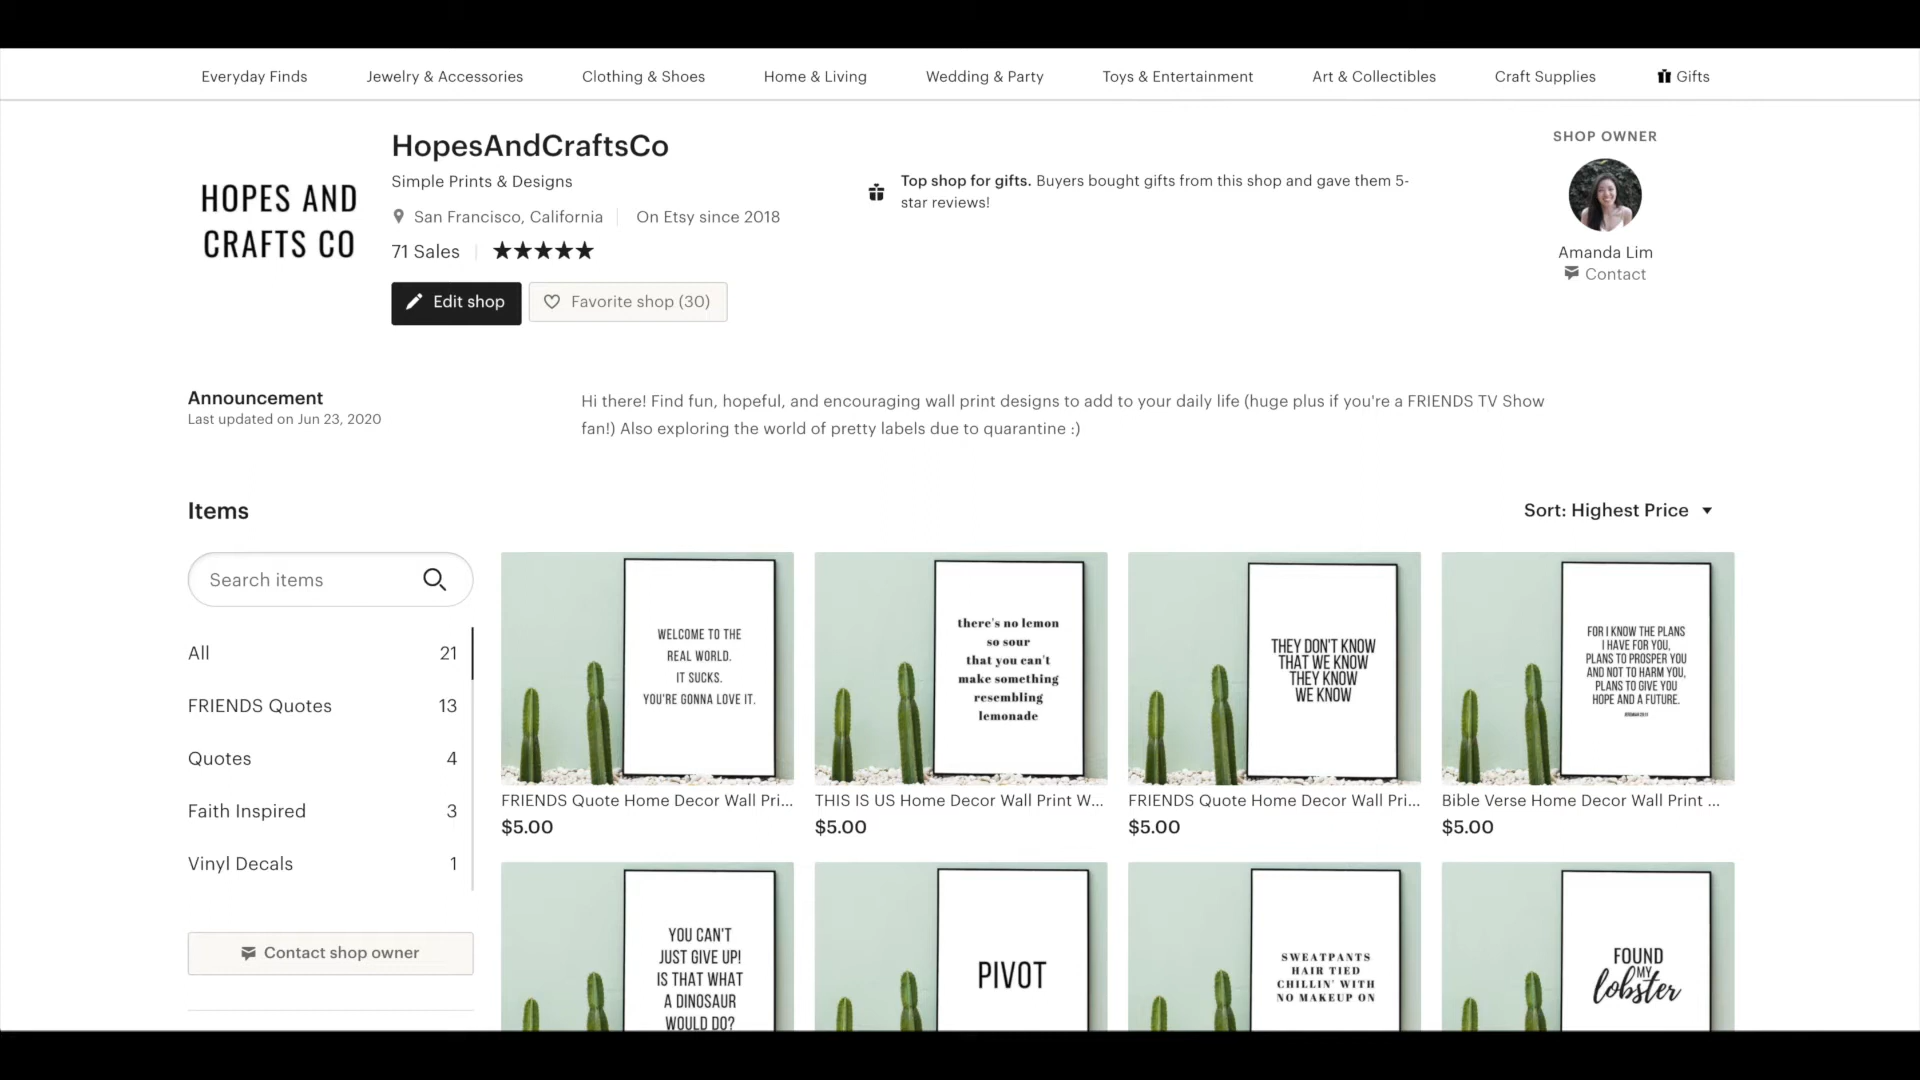 Everyday Finds
Jewelry & Accessories
Clothing & Shoes
Home & Living
Wedding & Party
Toys & Entertainment
Art & Collectibles
Craft Supplies
Gifts
HOPES AND
CRAFTS CO
HopesAndCraftsCo
Simple Prints & Designs
San Francisco, California
On Etsy since 2018
71 Sales
Edit shop
Favorite shop (30)
Top shop for gifts. Buyers bought gifts from this shop and gave them 5-
star reviews!
SHOP OWNER
Amanda Lim
Contact
Announcement
Last updated on Jun 23, 2020
Hi there! Find fun, hopeful, and encouraging wall print designs to add to your daily life (huge plus if you're a FRIENDS TV Show
fan!) Also exploring the world of pretty labels due to quarantine :)
Items
Sort: Highest Price
Search items
All 21
FRIENDS Quotes 13
Quotes 4
Faith Inspired 3
Vinyl Decals 1
Contact shop owner
WELCOME TO THE
REAL WORLD.
IT SUCKS.
YOU'RE GONNA LOVE IT.
FRIENDS Quote Home Decor Wall Pri...
$5.00
there's no lemon
so sour
that you can't
make something
resembling
lemonade
THIS IS US Home Decor Wall Print W...
$5.00
THEY DON'T KNOW
THAT WE KNOW
THEY KNOW
WE KNOW
FRIENDS Quote Home Decor Wall Pri...
$5.00
FOR I KNOW THE PLANS
I HAVE FOR YOU,
PLANS TO PROSPER YOU
AND NOT TO HARM YOU,
PLANS TO GIVE YOU
HOPE AND A FUTURE.
Bible Verse Home Decor Wall Print ...
$5.00
YOU CAN'T
JUST GIVE UP!
IS THAT WHAT
A DINOSAUR
WOULD DO?
PIVOT
SWEATPANTS
HAIR TIED
CHILLIN' WITH
NO MAKEUP ON
FOUND
MY
lobster